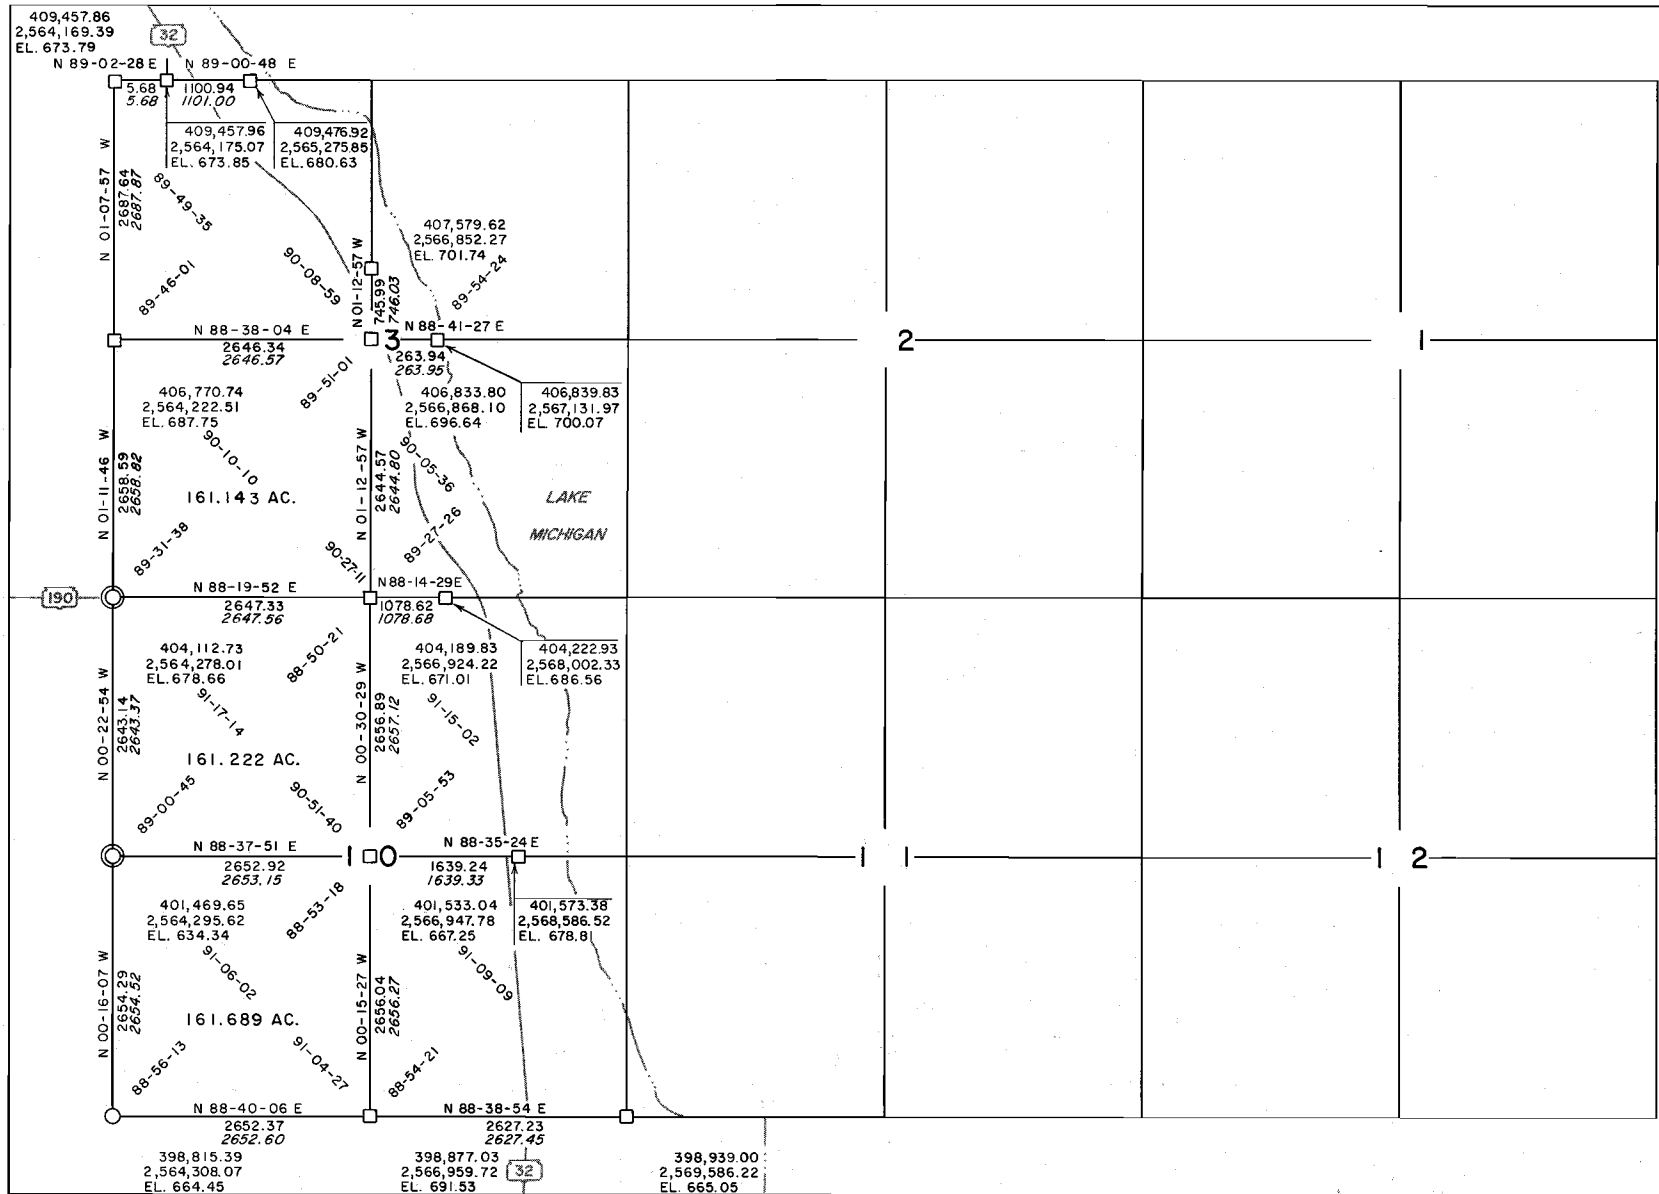 409,457.86
2,564,169.39
EL. 673.79
32
N 89-02-28 E
N 89-00-48 E
5.68
5.68
1100.94
1101.00
409,457.96
2,564,175.07
EL. 673.85
409,476.92
2,565,275.85
EL. 680.63
N 01-07-57 W
2687.64
2687.87
89-49-35
89-46-01
90-08-59
N 01-12-57 W
745.99
746.03
407,579.62
2,566,852.27
EL. 701.74
89-54-24
N 88-38-04 E
2646.34
2646.57
3
N 88-41-27 E
263.94
263.95
2
1
89-51-01
406,770.74
2,564,222.51
EL. 687.75
406,833.80
2,566,868.10
EL. 696.64
406,839.83
2,567,131.97
EL. 700.07
N 01-11-46 W
2658.59
2658.82
90-10-10
161.143 AC.
N 01-12-57 W
2644.57
2644.80
90-05-36
LAKE
MICHIGAN
89-31-38
90-27-11
89-27-26
190
N 88-19-52 E
2647.33
2647.56
N 88-14-29 E
1078.62
1078.68
404,112.73
2,564,278.01
EL. 678.66
88-50-21
404,189.83
2,566,924.22
EL. 671.01
404,222.93
2,568,002.33
EL. 686.56
N 00-22-54 W
2643.14
2643.37
91-17-14
161.222 AC.
N 00-30-29 W
2656.89
2657.12
91-15-02
89-00-45
90-51-40
89-05-53
N 88-37-51 E
2652.92
2653.15
10
N 88-35-24 E
1639.24
1639.33
11
12
401,469.65
2,564,295.62
EL. 634.34
88-53-18
401,533.04
2,566,947.78
EL. 667.25
401,573.38
2,568,586.52
EL. 678.81
N 00-16-07 W
2654.29
2654.52
91-06-02
161.689 AC.
N 00-15-27 W
2656.04
2656.27
91-09-09
88-56-13
91-04-27
88-54-21
N 88-40-06 E
2652.37
2652.60
N 88-38-54 E
2627.23
2627.45
398,815.39
2,564,308.07
EL. 664.45
398,877.03
2,566,959.72
EL. 691.53
32
398,939.00
2,569,586.22
EL. 665.05